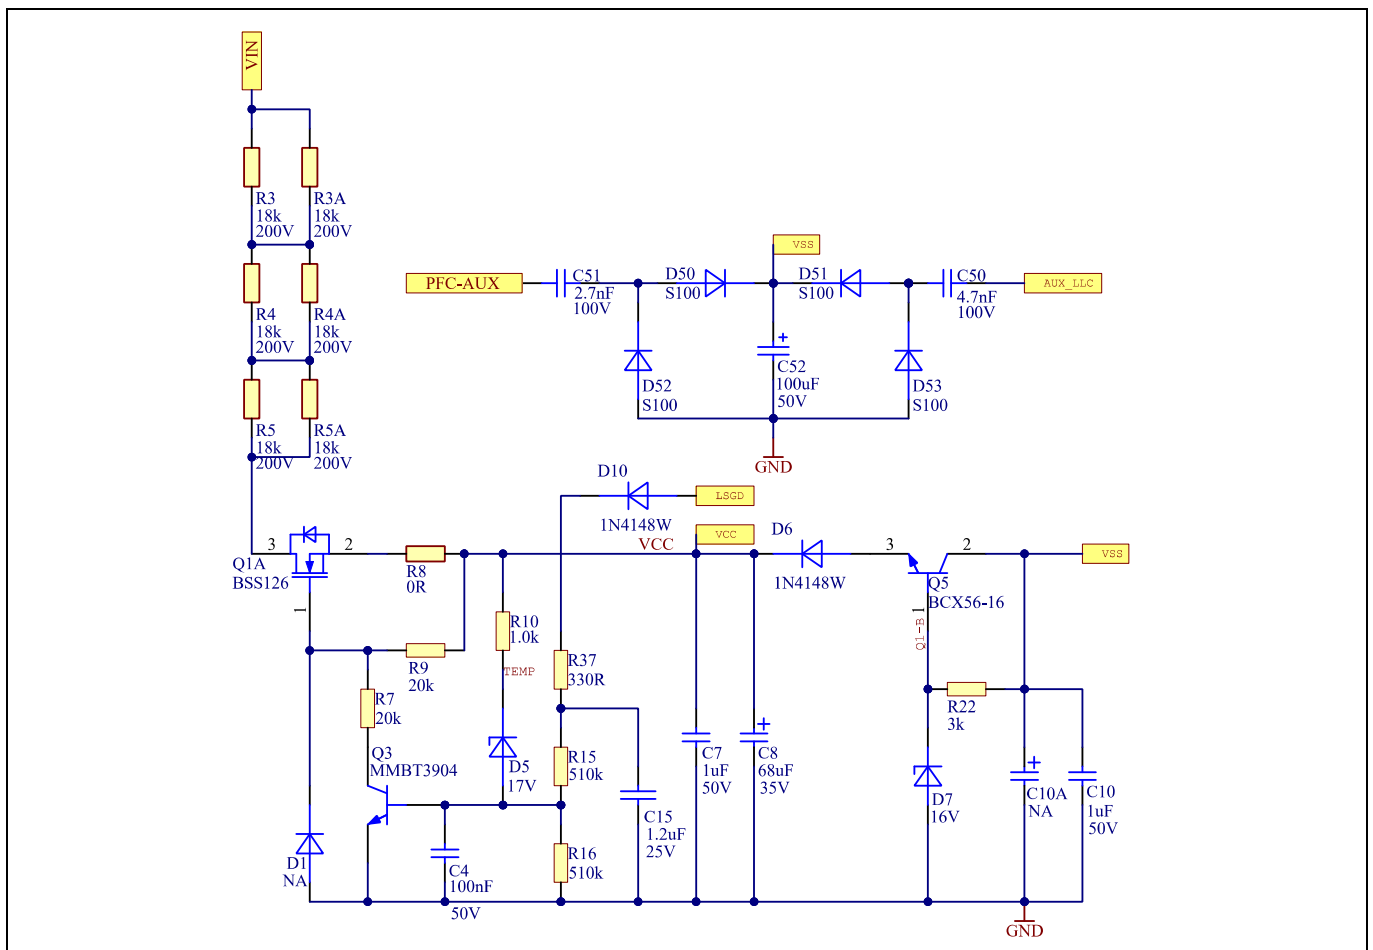 VIN
R3
18k
200V
R3A
18k
200V
R4
18k
200V
R4A
18k
200V
R5
18k
200V
R5A
18k
200V
VSS
PFC-AUX
C51
2.7nF
100V
D50
S100
D51
S100
C50
4.7nF
100V
AUX_LLC
D52
S100
C52
100uF
50V
D53
S100
GND
D10
1N4148W
LSGD
VCC
VCC
D6
1N4148W
3
2
Q1A
BSS126
1
R8
0R
3
2
Q5
BCX56-16
1
Q1-B
VSS
R10
1.0k
TEMP
R9
20k
R37
330R
R7
20k
R22
3k
Q3
MMBT3904
D5
17V
R15
510k
C7
1uF
50V
C8
68uF
35V
D7
16V
C10A
NA
C10
1uF
50V
C15
1.2uF
25V
D1
NA
C4
100nF
50V
R16
510k
GND